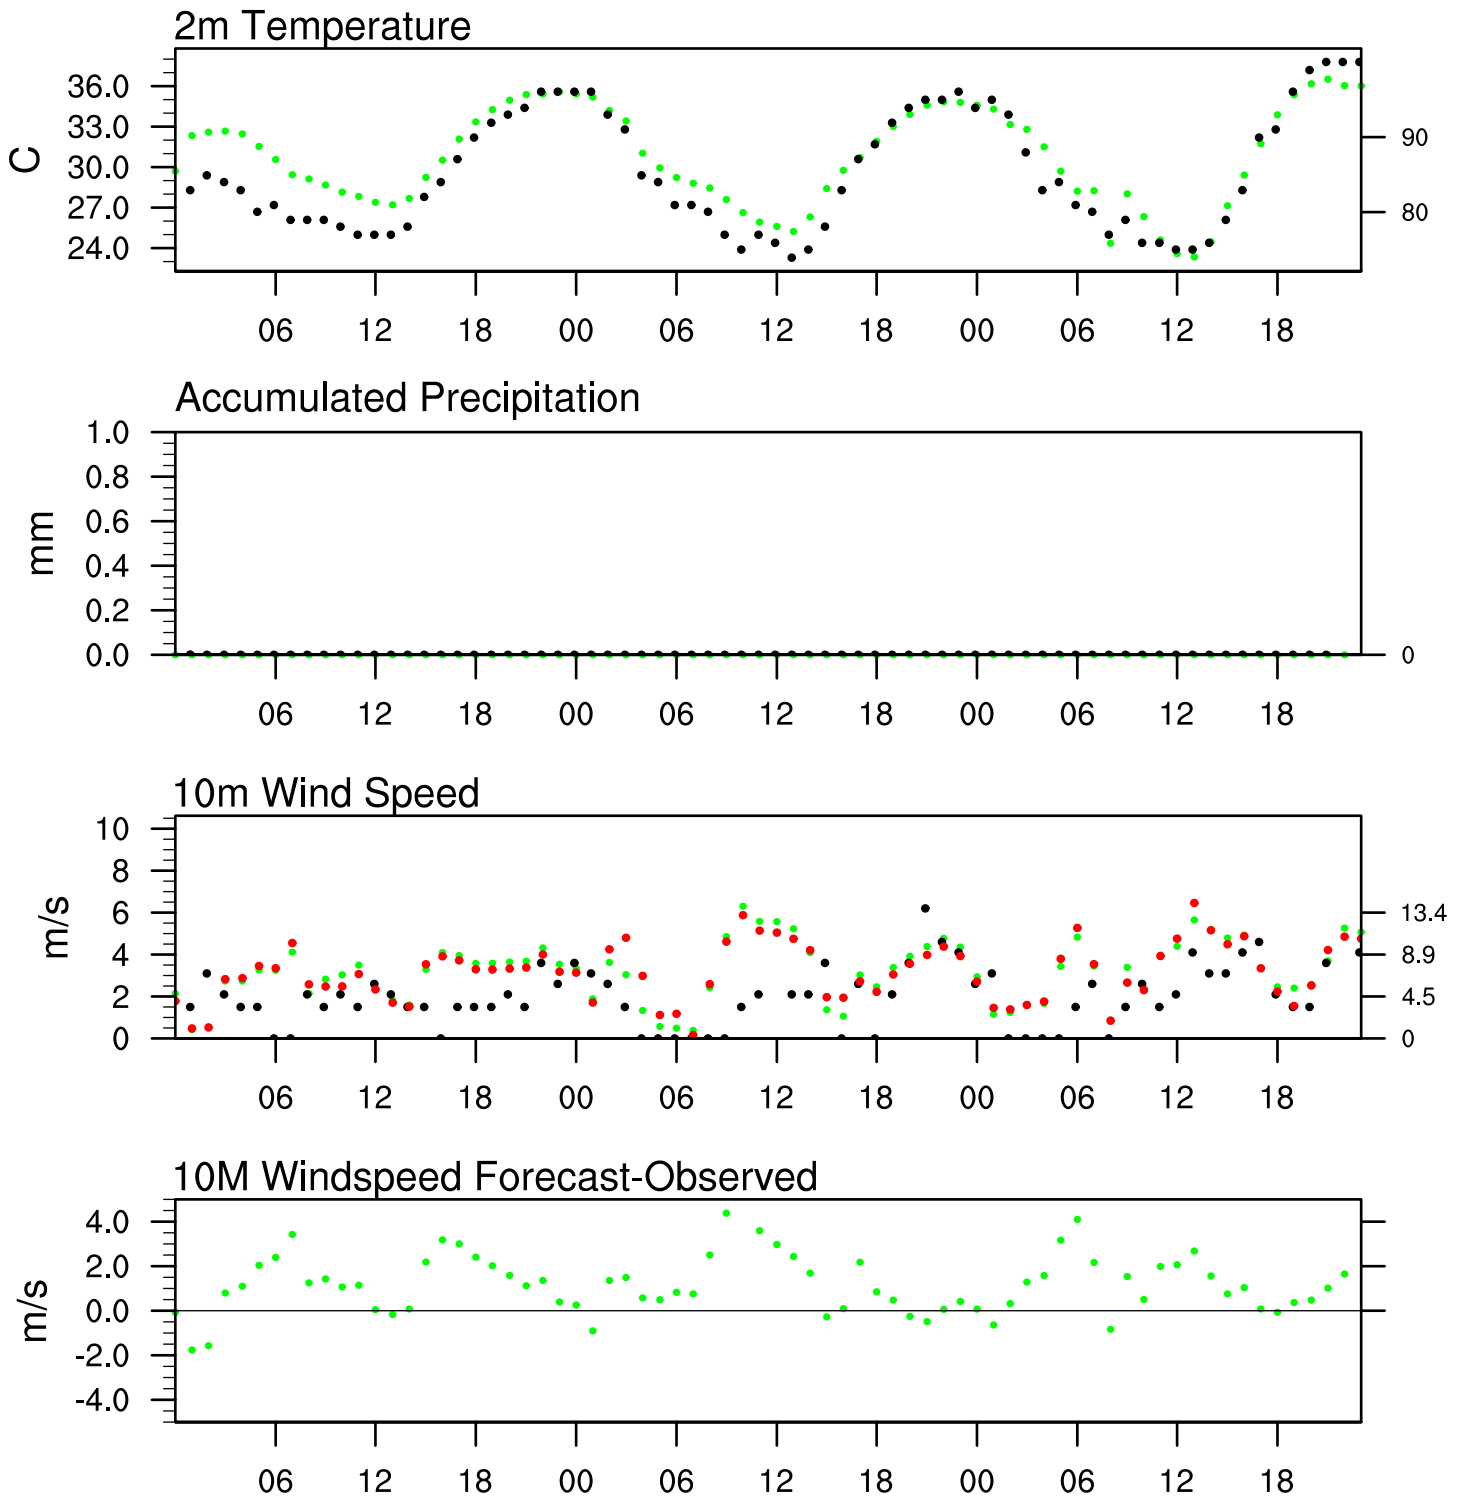 2m Temperature
36.0
33.0
30.0
27.0
24.0
C
90
80
06 12 18 00 06 12 18 00 06 12 18
Accumulated Precipitation
1.0
0.8
0.6
0.4
0.2
0.0
mm
0
06 12 18 00 06 12 18 00 06 12 18
10m Wind Speed
10
8
6
4
2
0
m/s
13.4
8.9
4.5
0
06 12 18 00 06 12 18 00 06 12 18
10M Windspeed Forecast-Observed
4.0
2.0
0.0
-2.0
-4.0
m/s
06 12 18 00 06 12 18 00 06 12 18